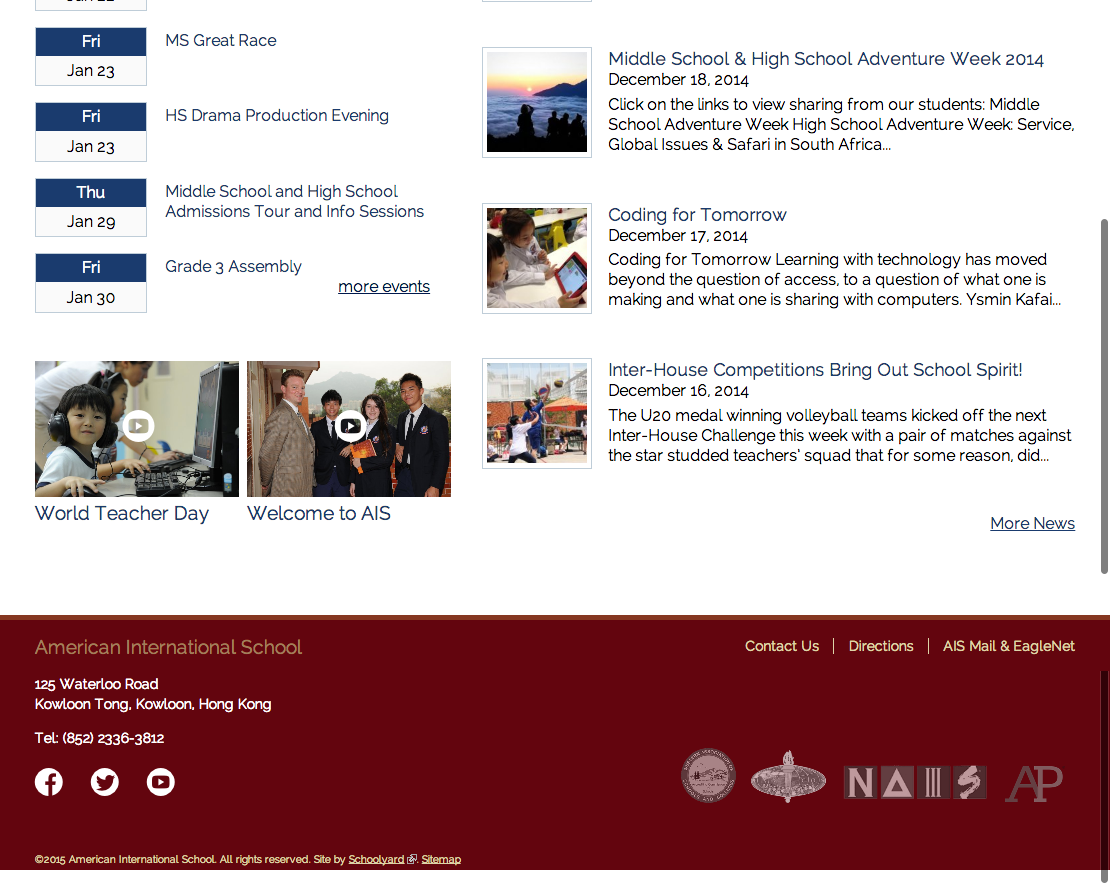 Fri
Jan 23
MS Great Race
Fri
Jan 23
HS Drama Production Evening
Thu
Jan 29
Middle School and High School
Admissions Tour and Info Sessions
Fri
Jan 30
Grade 3 Assembly
more events
World Teacher Day
Welcome to AIS
Middle School & High School Adventure Week 2014
December 18, 2014
Click on the links to view sharing from our students: Middle
School Adventure Week High School Adventure Week: Service,
Global Issues & Safari in South Africa...
Coding for Tomorrow
December 17, 2014
Coding for Tomorrow Learning with technology has moved
beyond the question of access, to a question of what one is
making and what one is sharing with computers. Ysmin Kafai...
Inter-House Competitions Bring Out School Spirit!
December 16, 2014
The U20 medal winning volleyball teams kicked off the next
Inter-House Challenge this week with a pair of matches against
the star studded teachers' squad that for some reason, did...
More News
American International School
125 Waterloo Road
Kowloon Tong, Kowloon, Hong Kong
Tel: (852) 2336-3812
Contact Us
Directions
AIS Mail & EagleNet
AP
©2015 American International School. All rights reserved. Site by Schoolyard . Sitemap